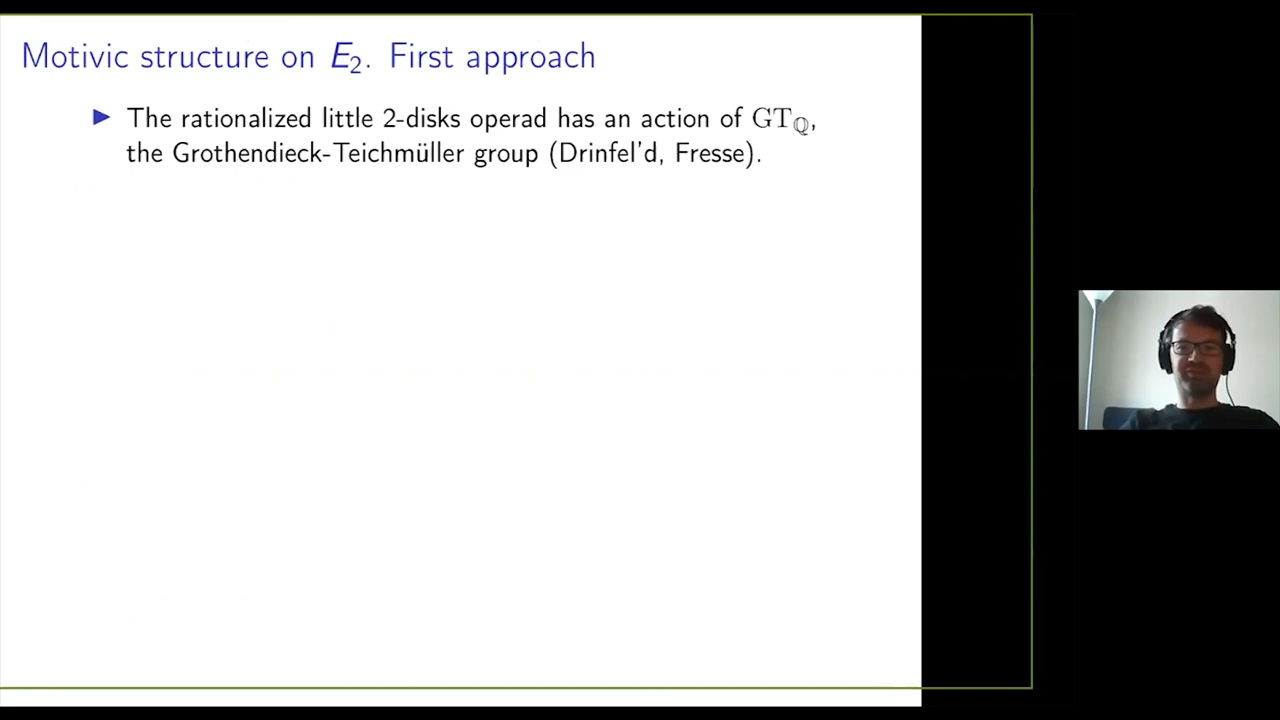 Motivic structure on E₂. First approach
▶ The rationalized little 2-disks operad has an action of GT_ℚ,
the Grothendieck-Teichmüller group (Drinfel'd, Fresse).